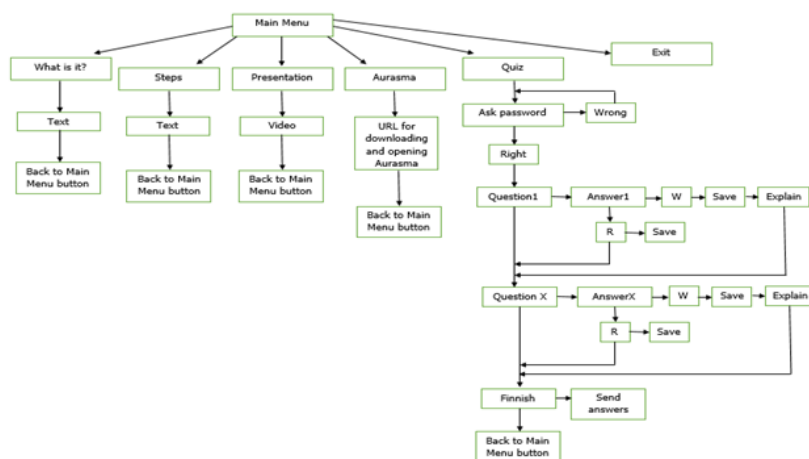 Main Menu
What is it?
Steps
Presentation
Aurasma
Quiz
Exit
Text
Text
Video
URL for
downloading
and opening
Aurasma
Ask password
Wrong
Back to Main
Menu button
Back to Main
Menu button
Back to Main
Menu button
Back to Main
Menu button
Right
Question1
Answer1
W
Save
Explain
R
Save
Question X
AnswerX
W
Save
Explain
R
Save
Finnish
Send
answers
Back to Main
Menu button